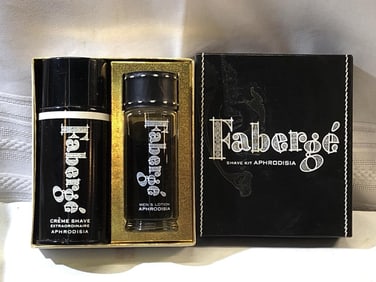 Fabergé
CRÈME SHAVE
EXTRAORDINAIRE
APHRODISIA
Fabergé
MEN'S LOTION
APHRODISIA
Fabergé
SHAVE KIT APHRODISIA